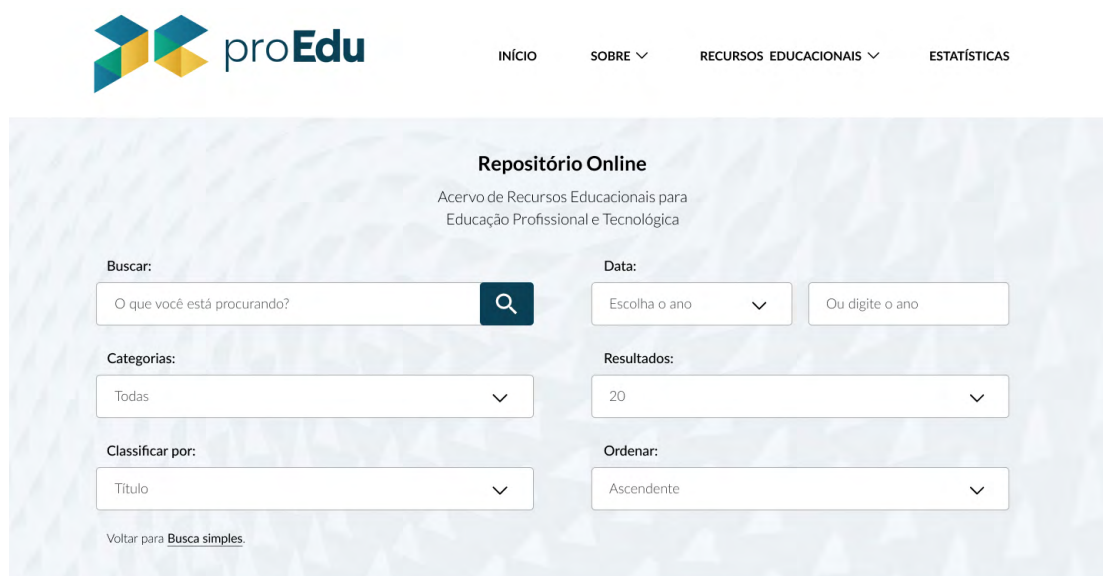 proEdu
INÍCIO SOBRE RECURSOS EDUCACIONAIS ESTATÍSTICAS
Repositório Online
Acervo de Recursos Educacionais para
Educação Profissional e Tecnológica
Buscar:
O que você está procurando?
Data:
Escolha o ano
Ou digite o ano
Categorias:
Todas
Resultados:
20
Classificar por:
Título
Ordenar:
Ascendente
Voltar para Busca simples.